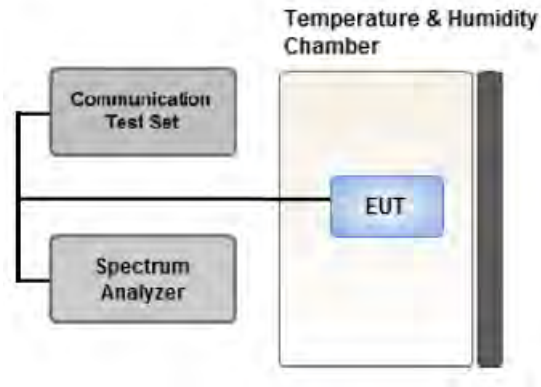 Temperature & Humidity
Chamber
Communication
Test Set
EUT
Spectrum
Analyzer